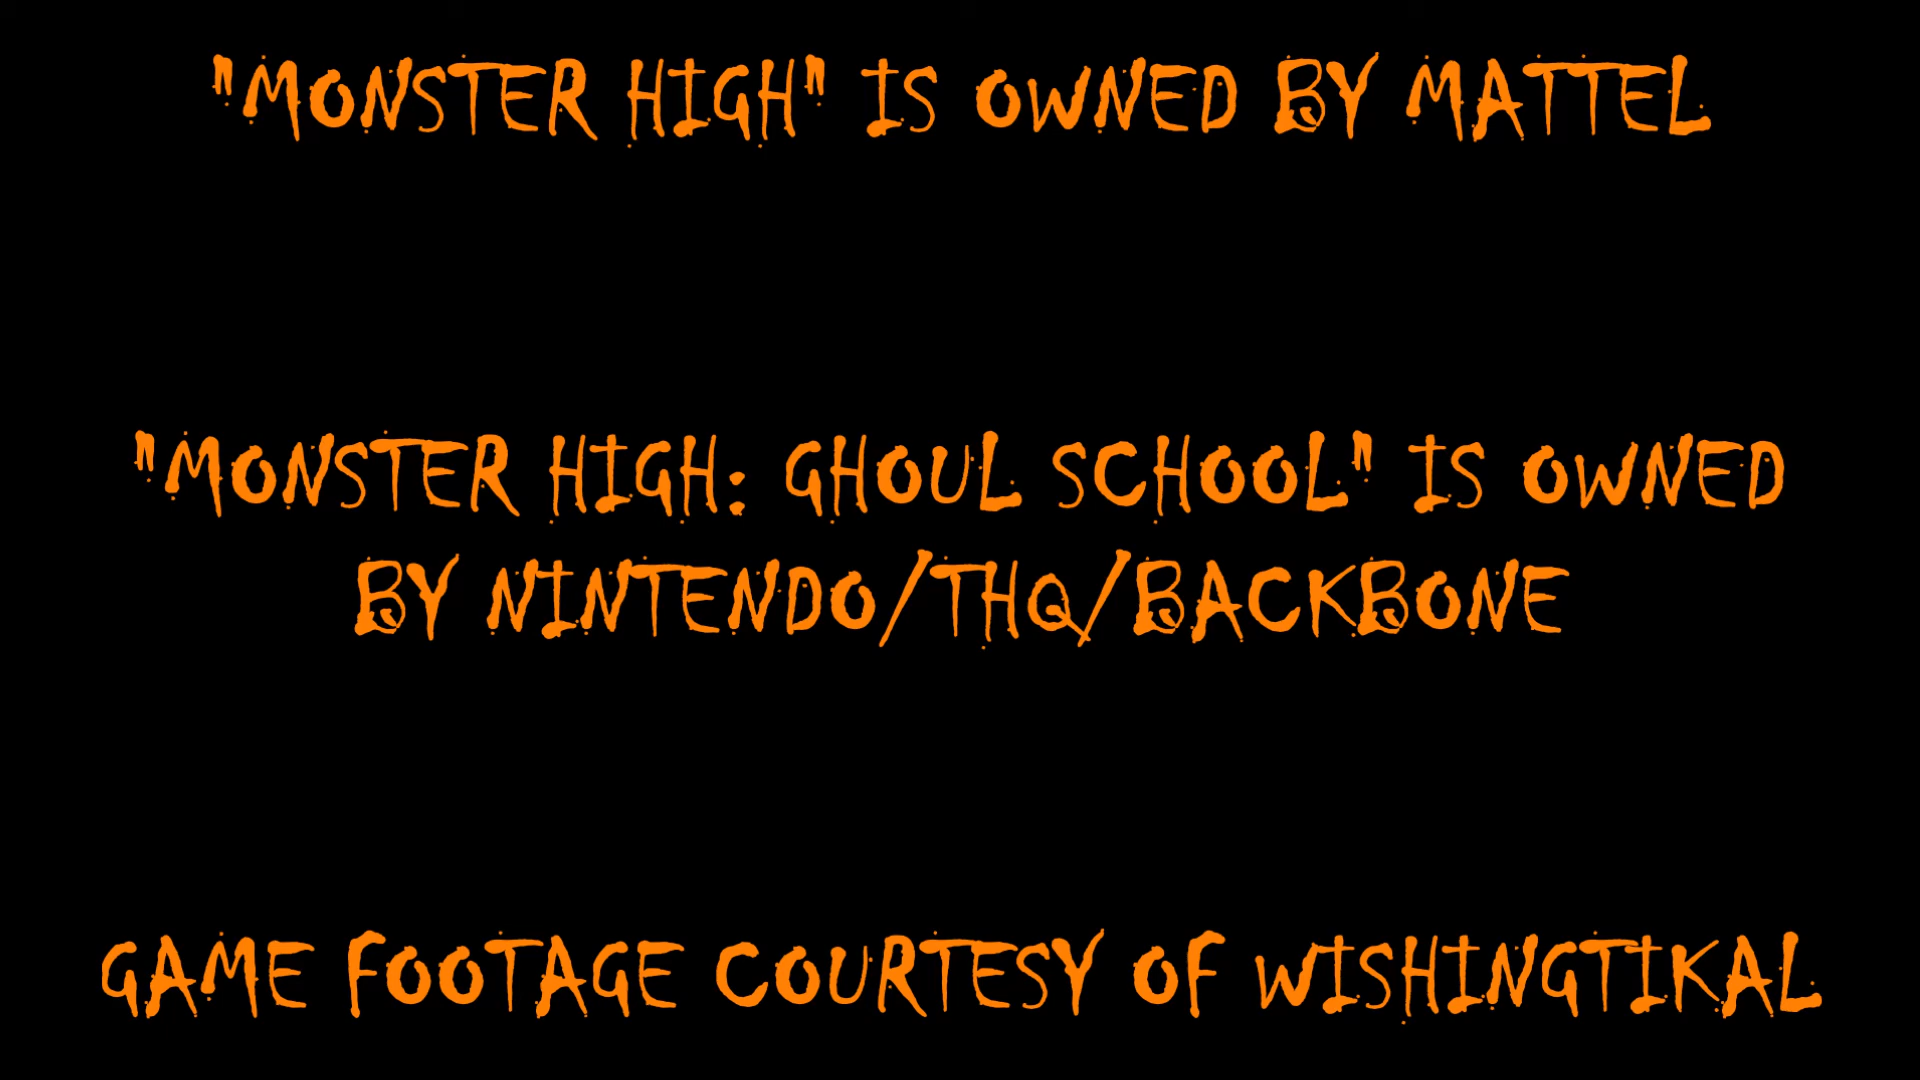 "MONSTER HIGH" IS OWNED BY MATTEL
"MONSTER HIGH: GHOUL SCHOOL" IS OWNED
BY NINTENDO/THQ/BACKBONE
GAME FOOTAGE COURTESY OF WISHINGTIKAL